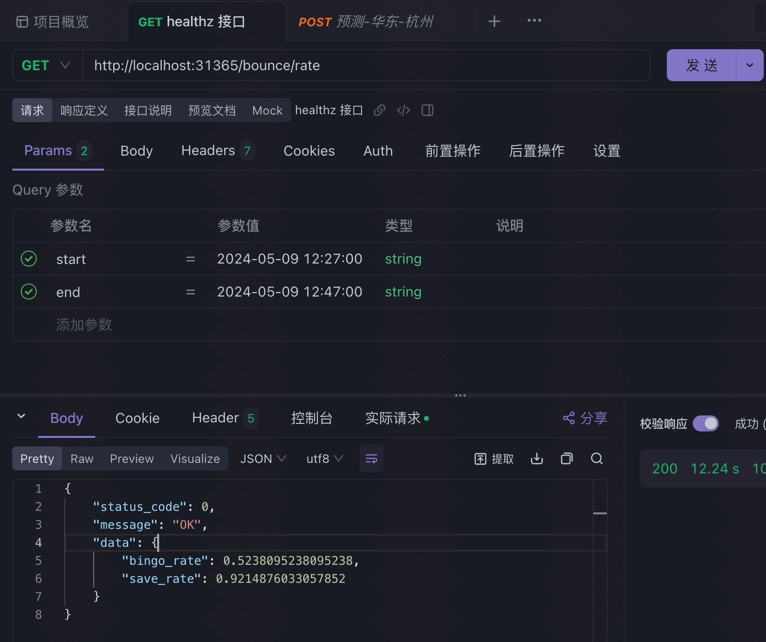 项目概览 GET healthz 接口 POST 预测-华东-杭州 + ···
GET http://localhost:31365/bounce/rate 发 送
请求 响应定义 接口说明 预览文档 Mock healthz 接口
Params 2 Body Headers 7 Cookies Auth 前置操作 后置操作 设置
Query 参数
参数名 参数值 类型 说明
start = 2024-05-09 12:27:00 string
end = 2024-05-09 12:47:00 string
添加参数
Body Cookie Header 5 控制台 实际请求 分享 校验响应 成功 (
Pretty Raw Preview Visualize JSON utf8 提取
200 12.24 s 10
1 {
2 "status_code": 0,
3 "message": "OK",
4 "data": {
5 "bingo_rate": 0.5238095238095238,
6 "save_rate": 0.9214876033057852
7 }
8 }